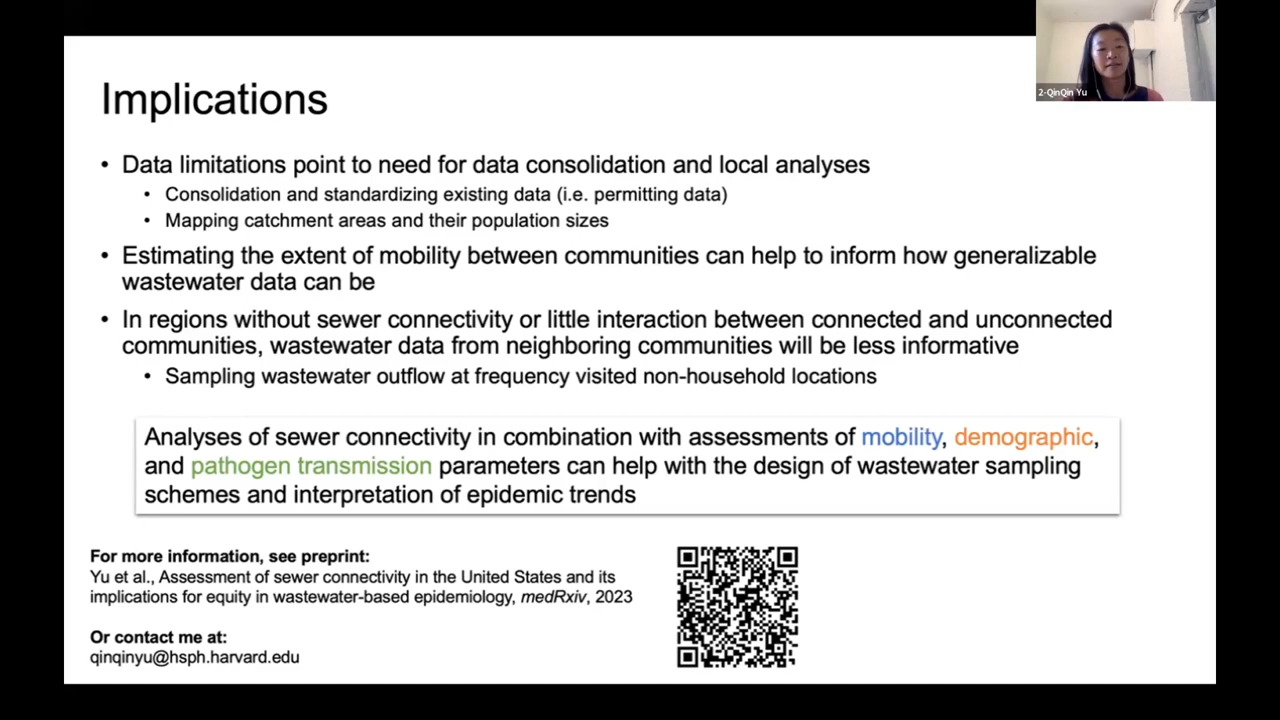 2-QinQin Yu
Implications
• Data limitations point to need for data consolidation and local analyses
• Consolidation and standardizing existing data (i.e. permitting data)
• Mapping catchment areas and their population sizes
• Estimating the extent of mobility between communities can help to inform how generalizable
wastewater data can be
• In regions without sewer connectivity or little interaction between connected and unconnected
communities, wastewater data from neighboring communities will be less informative
• Sampling wastewater outflow at frequency visited non-household locations
Analyses of sewer connectivity in combination with assessments of mobility, demographic,
and pathogen transmission parameters can help with the design of wastewater sampling
schemes and interpretation of epidemic trends
For more information, see preprint:
Yu et al., Assessment of sewer connectivity in the United States and its
implications for equity in wastewater-based epidemiology, medRxiv, 2023
Or contact me at:
qinqinyu@hsph.harvard.edu